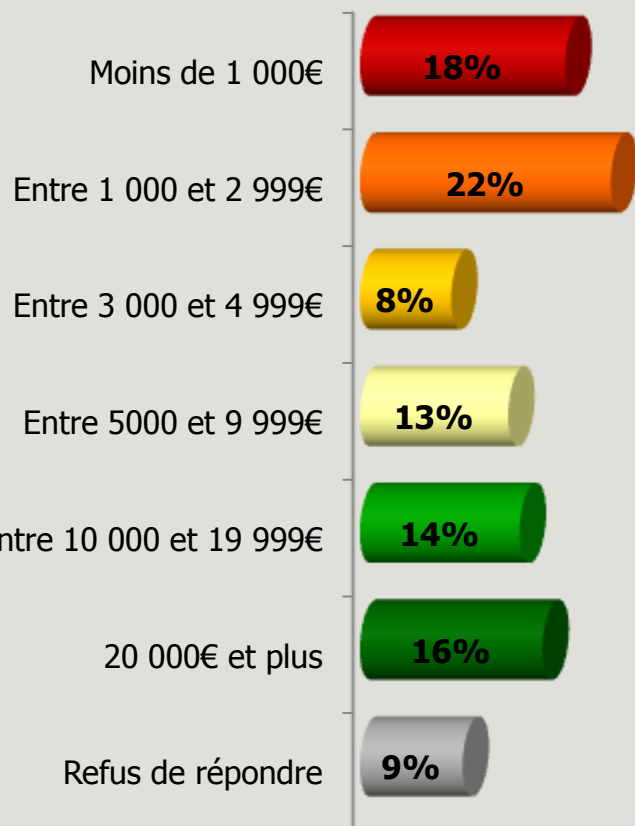 Moins de 1 000€ 18%
Entre 1 000 et 2 999€ 22%
Entre 3 000 et 4 999€ 8%
Entre 5000 et 9 999€ 13%
ntre 10 000 et 19 999€ 14%
20 000€ et plus 16%
Refus de répondre 9%